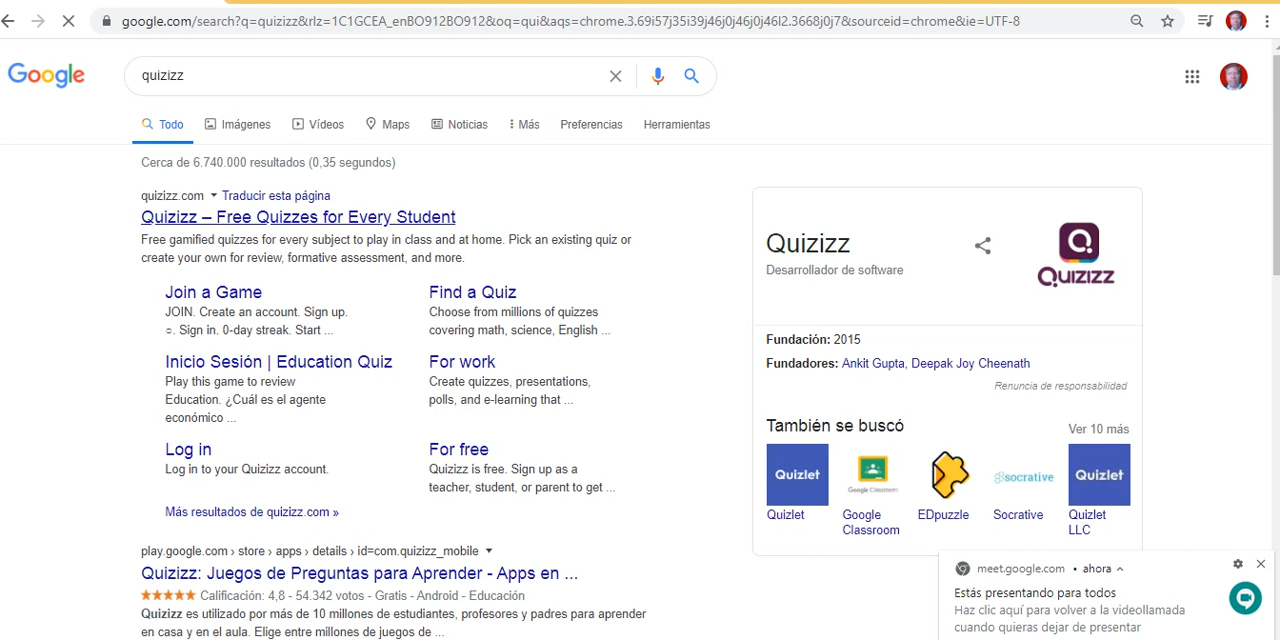 google.com/search?q=quizizz&rlz=1C1GCEA_enBO912BO912&oq=qui&aqs=chrome.3.69i57j35i39j46j0j46j0j46l2.3668j0j7&sourceid=chrome&ie=UTF-8
Google
quizizz
Todo
Imágenes
Vídeos
Maps
Noticias
Más
Preferencias
Herramientas
Cerca de 6.740.000 resultados (0,35 segundos)
quizizz.com ▾ Traducir esta página
Quizizz – Free Quizzes for Every Student
Free gamified quizzes for every subject to play in class and at home. Pick an existing quiz or
create your own for review, formative assessment, and more.
Join a Game
JOIN. Create an account. Sign up.
○. Sign in. 0-day streak. Start ...
Find a Quiz
Choose from millions of quizzes
covering math, science, English ...
Inicio Sesión | Education Quiz
Play this game to review
Education. ¿Cuál es el agente
económico ...
For work
Create quizzes, presentations,
polls, and e-learning that ...
Log in
Log in to your Quizizz account.
For free
Quizizz is free. Sign up as a
teacher, student, or parent to get ...
Más resultados de quizizz.com »
play.google.com › store › apps › details › id=com.quizizz_mobile ▾
Quizizz: Juegos de Preguntas para Aprender - Apps en ...
★★★★★ Calificación: 4,8 - 54.342 votos - Gratis - Android - Educación
Quizizz es utilizado por más de 10 millones de estudiantes, profesores y padres para aprender
en casa y en el aula. Elige entre millones de juegos de ...
Quizizz
Desarrollador de software
Quizizz
Fundación: 2015
Fundadores: Ankit Gupta, Deepak Joy Cheenath
Renuncia de responsabilidad
También se buscó
Ver 10 más
Quizlet
Google Classroom
socrative
Quizlet
Quizlet
Google
Classroom
EDpuzzle
Socrative
Quizlet
LLC
meet.google.com • ahora
Estás presentando para todos
Haz clic aquí para volver a la videollamada
cuando quieras dejar de presentar